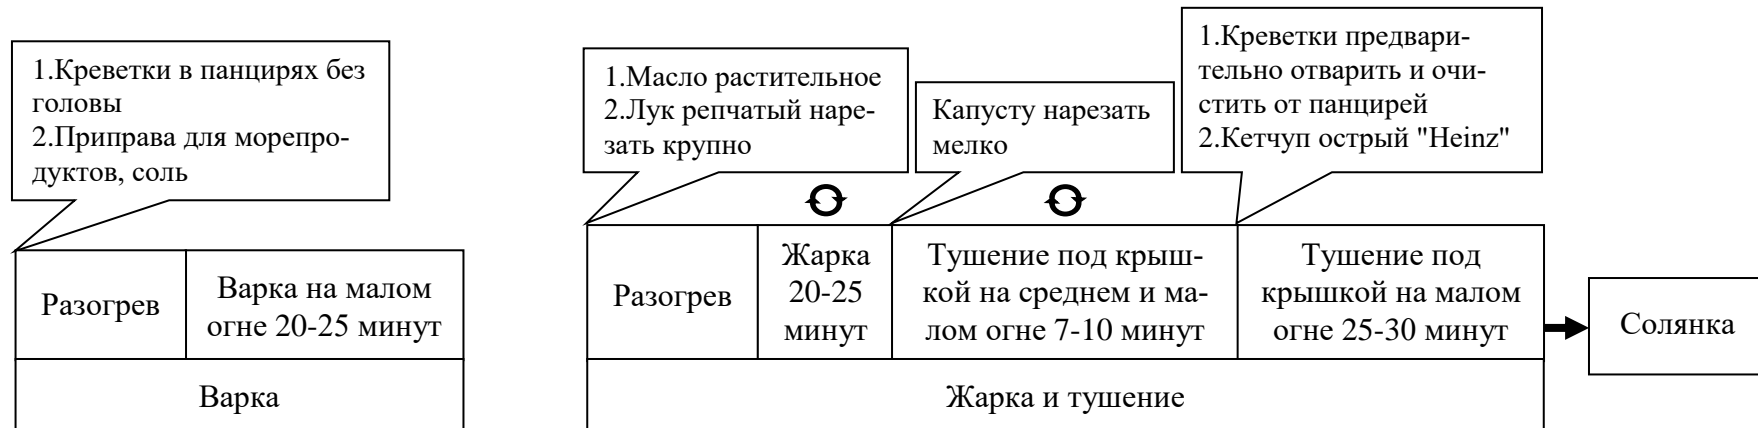 1.Креветки в панцирях без
головы
2.Приправа для морепро-
дуктов, соль
Разогрев
Варка на малом
огне 20-25 минут
Варка
1.Масло растительное
2.Лук репчатый наре-
зать крупно
Капусту нарезать
мелко
1.Креветки предвари-
тельно отварить и очи-
стить от панцирей
2.Кетчуп острый "Heinz"
Разогрев
Жарка
20-25
минут
Тушение под крыш-
кой на среднем и ма-
лом огне 7-10 минут
Тушение под
крышкой на малом
огне 25-30 минут
Жарка и тушение
Солянка